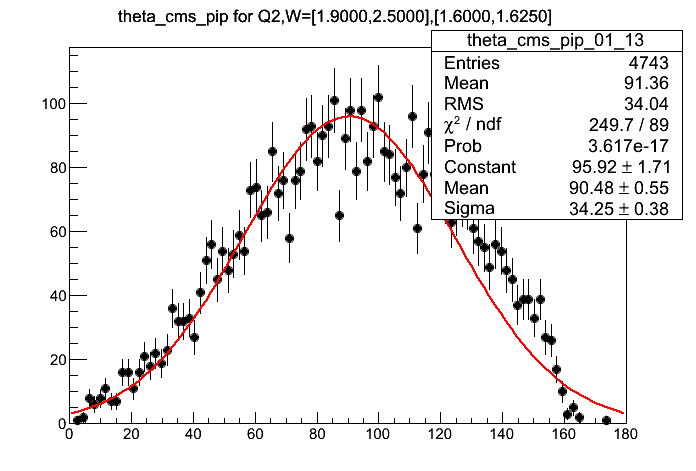 theta_cms_pip for Q2,W=[1.9000,2.5000],[1.6000,1.6250]
theta_cms_pip_01_13
Entries 4743
Mean 91.36
RMS 34.04
χ² / ndf 249.7 / 89
Prob 3.617e-17
Constant 95.92 ± 1.71
Mean 90.48 ± 0.55
Sigma 34.25 ± 0.38
100
80
60
40
20
0
0 20 40 60 80 100 120 140 160 180